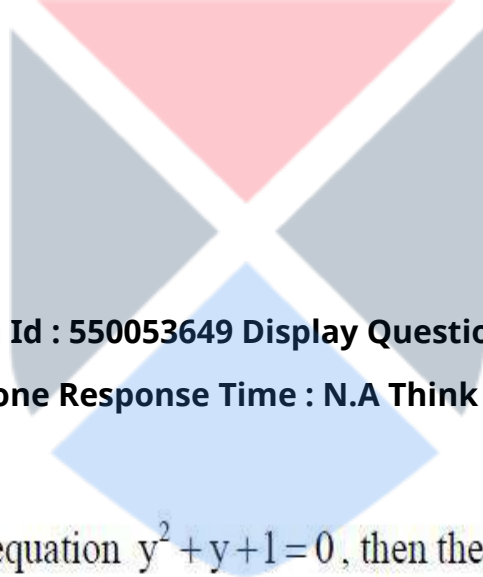 Id : 550053649 Display Questio
one Response Time : N.A Think
equation y² + y + 1 = 0, then the